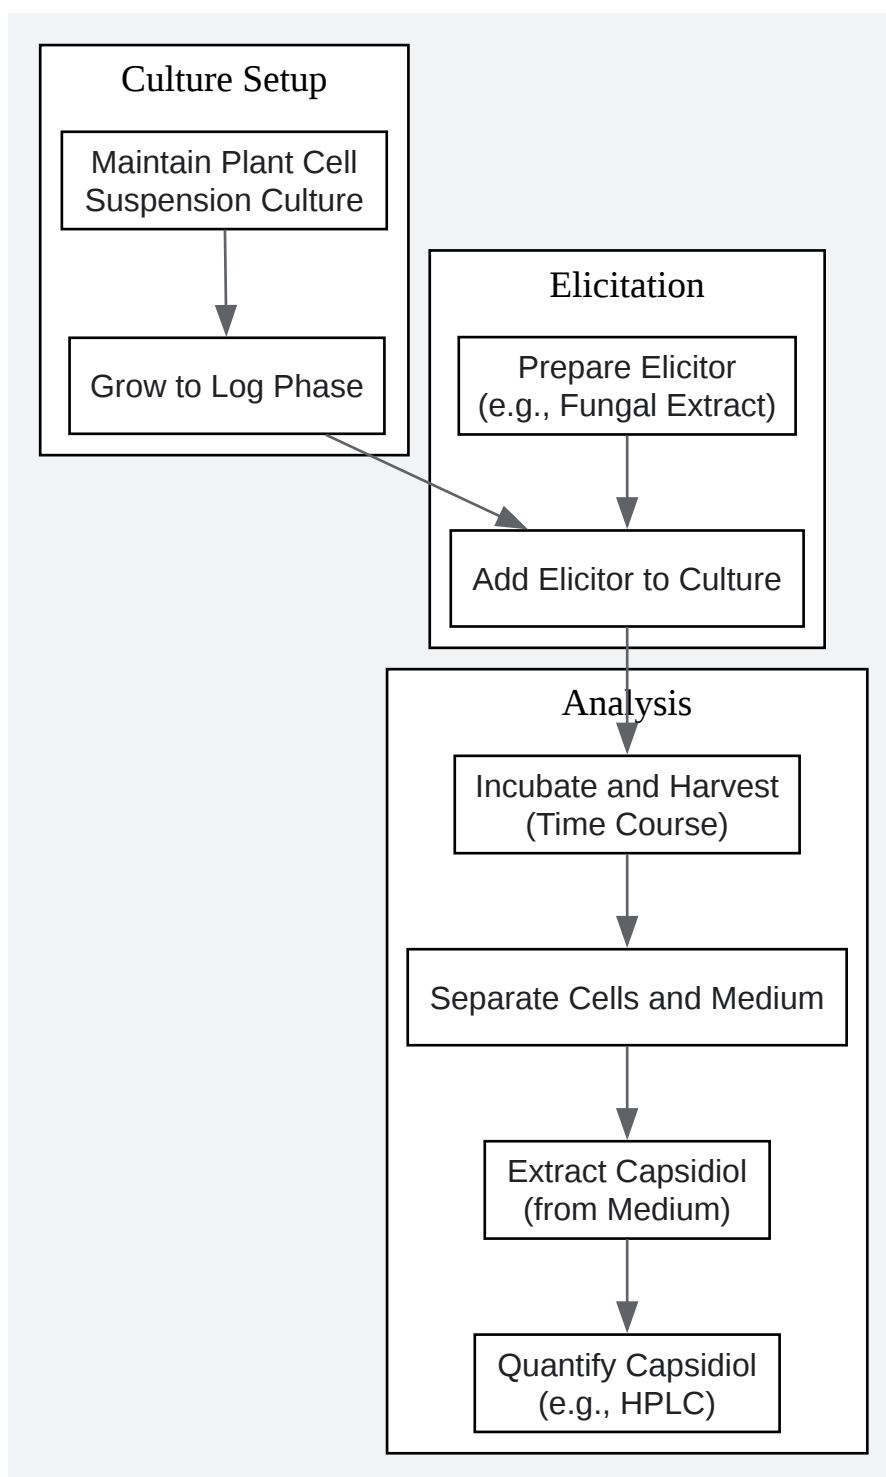 Culture Setup
Maintain Plant Cell
Suspension Culture
Grow to Log Phase
Elicitation
Prepare Elicitor
(e.g., Fungal Extract)
Add Elicitor to Culture
Analysis
Incubate and Harvest
(Time Course)
Separate Cells and Medium
Extract Capsidiol
(from Medium)
Quantify Capsidiol
(e.g., HPLC)